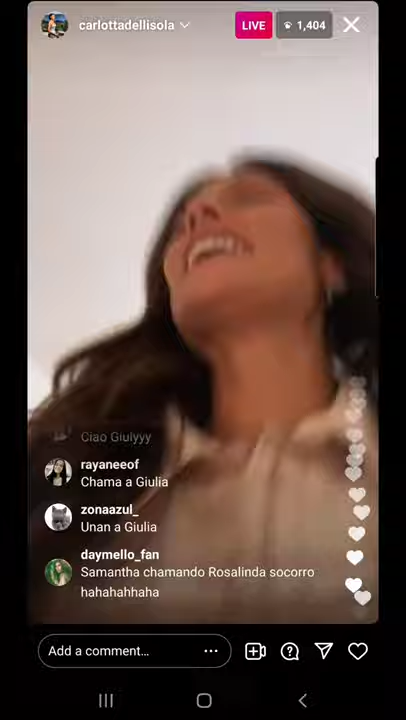 carlottadellisola
LIVE
1,404
Ciao Giulyyy
rayaneeof
Chama a Giulia
zonaazul_
Unan a Giulia
daymello_fan
Samantha chamando Rosalinda socorro
hahahahhaha
Add a comment...